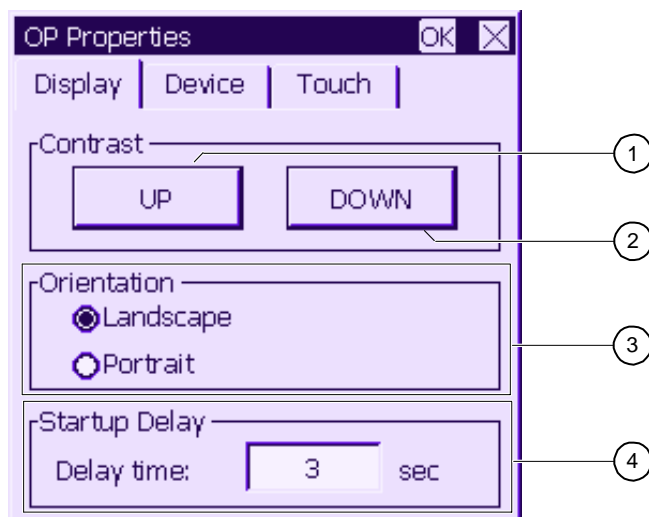 OP Properties OK X
Display Device Touch
Contrast
UP DOWN
1
2
Orientation
Landscape
Portrait
3
Startup Delay
Delay time: 3 sec
4